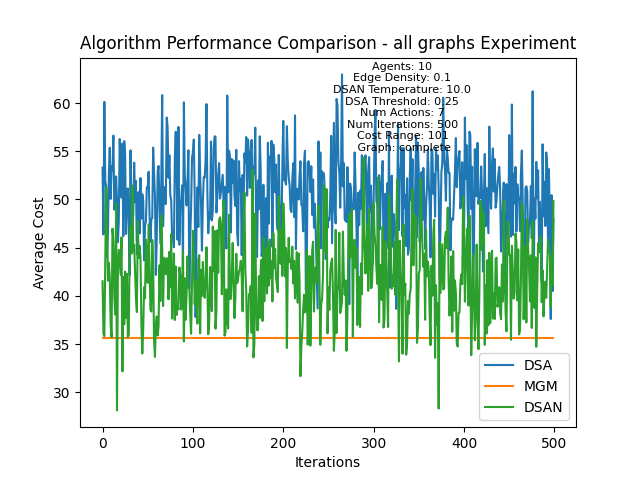 Algorithm Performance Comparison - all graphs Experiment
Agents: 10
Edge Density: 0.1
DSAN Temperature: 10.0
DSA Threshold: 0.25
Num Actions: 7
Num Iterations: 500
Cost Range: 101
Graph: complete
Average Cost
60
55
50
45
40
35
30
0
100
200
300
400
500
Iterations
DSA
MGM
DSAN